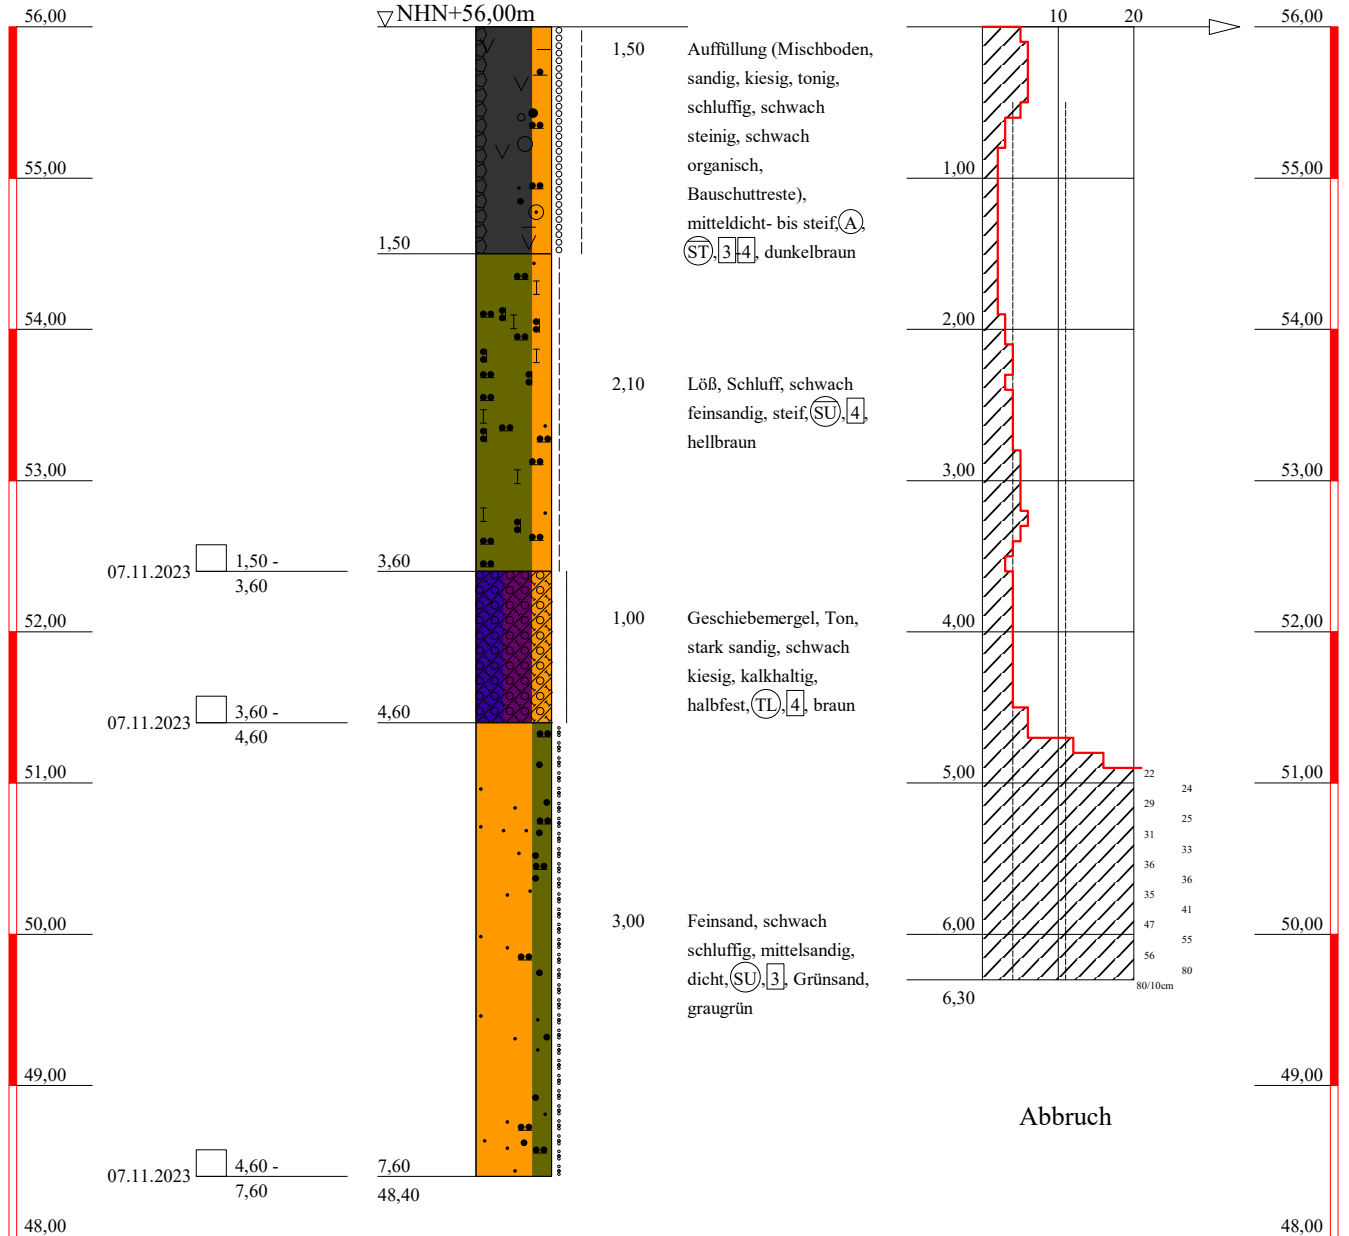 56,00
55,00
54,00
53,00
52,00
51,00
50,00
49,00
48,00
07.11.2023
1,50 -
3,60
07.11.2023
3,60 -
4,60
07.11.2023
4,60 -
7,60
NHN+56,00m
1,50
3,60
4,60
7,60
48,40
1,50
Auffüllung (Mischboden,
sandig, kiesig, tonig,
schluffig, schwach
steinig, schwach
organisch,
Bauschuttreste),
mitteldicht- bis steif, A,
ST, 3-4, dunkelbraun
2,10
Löß, Schluff, schwach
feinsandig, steif, SU, 4,
hellbraun
1,00
Geschiebemergel, Ton,
stark sandig, schwach
kiesig, kalkhaltig,
halbfest, TL, 4, braun
3,00
Feinsand, schwach
schluffig, mittelsandig,
dicht, SU, 3, Grünsand,
graugrün
10 20
1,00
2,00
3,00
4,00
5,00
6,00
6,30
22
24
29
25
31
33
36
36
35
41
47
55
56
80
80/10cm
Abbruch
56,00
55,00
54,00
53,00
52,00
51,00
50,00
49,00
48,00